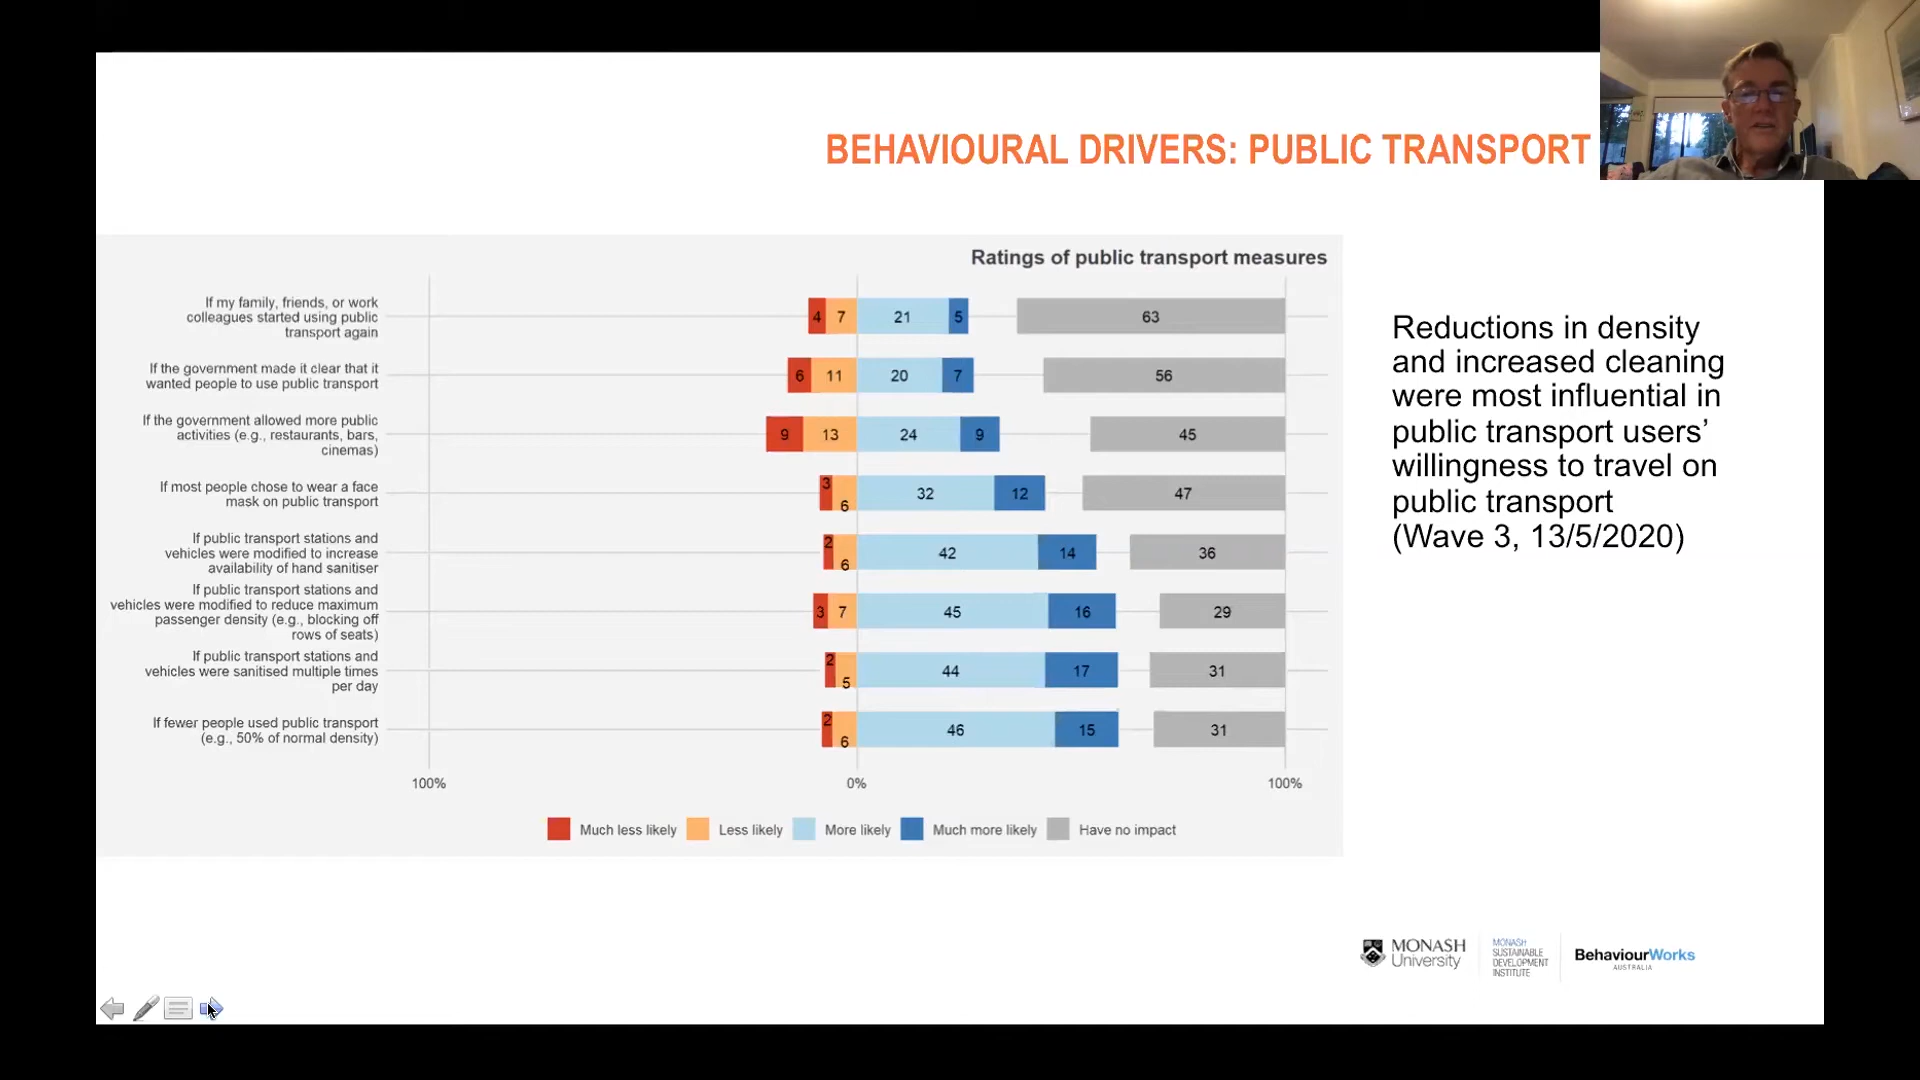 BEHAVIOURAL DRIVERS: PUBLIC TRANSPORT
Ratings of public transport measures
If my family, friends, or work
colleagues started using public
transport again
4 7 21 5 63
If the government made it clear that it
wanted people to use public transport
6 11 20 7 56
If the government allowed more public
activities (e.g., restaurants, bars,
cinemas)
9 13 24 9 45
If most people chose to wear a face
mask on public transport
3 6 32 12 47
If public transport stations and
vehicles were modified to increase
availability of hand sanitiser
2 6 42 14 36
If public transport stations and
vehicles were modified to reduce maximum
passenger density (e.g., blocking off
rows of seats)
3 7 45 16 29
If public transport stations and
vehicles were sanitised multiple times
per day
2 5 44 17 31
If fewer people used public transport
(e.g., 50% of normal density)
2 6 46 15 31
100% 0% 100%
Much less likely Less likely More likely Much more likely Have no impact
Reductions in density
and increased cleaning
were most influential in
public transport users’
willingness to travel on
public transport
(Wave 3, 13/5/2020)
MONASH
University
MONASH
SUSTAINABLE
DEVELOPMENT
INSTITUTE
BehaviourWorks
AUSTRALIA